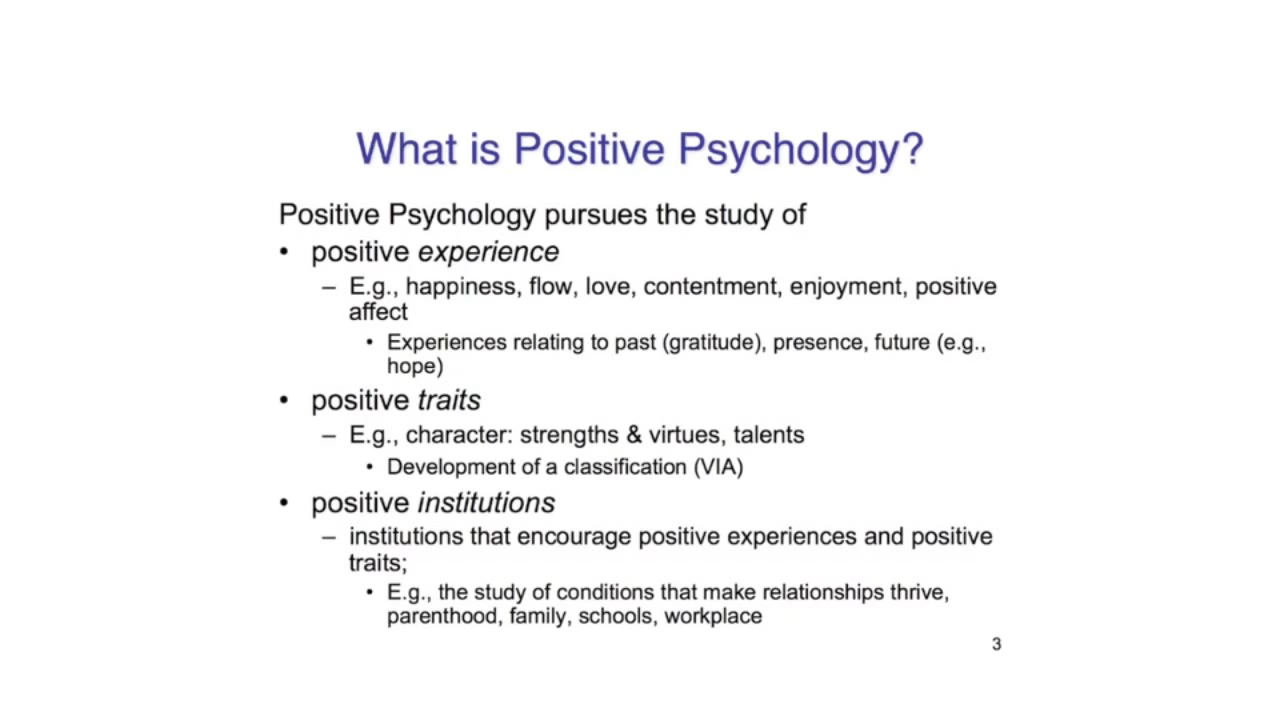 What is Positive Psychology?
Positive Psychology pursues the study of
• positive experience
– E.g., happiness, flow, love, contentment, enjoyment, positive
affect
• Experiences relating to past (gratitude), presence, future (e.g.,
hope)
• positive traits
– E.g., character: strengths & virtues, talents
• Development of a classification (VIA)
• positive institutions
– institutions that encourage positive experiences and positive
traits;
• E.g., the study of conditions that make relationships thrive,
parenthood, family, schools, workplace
3